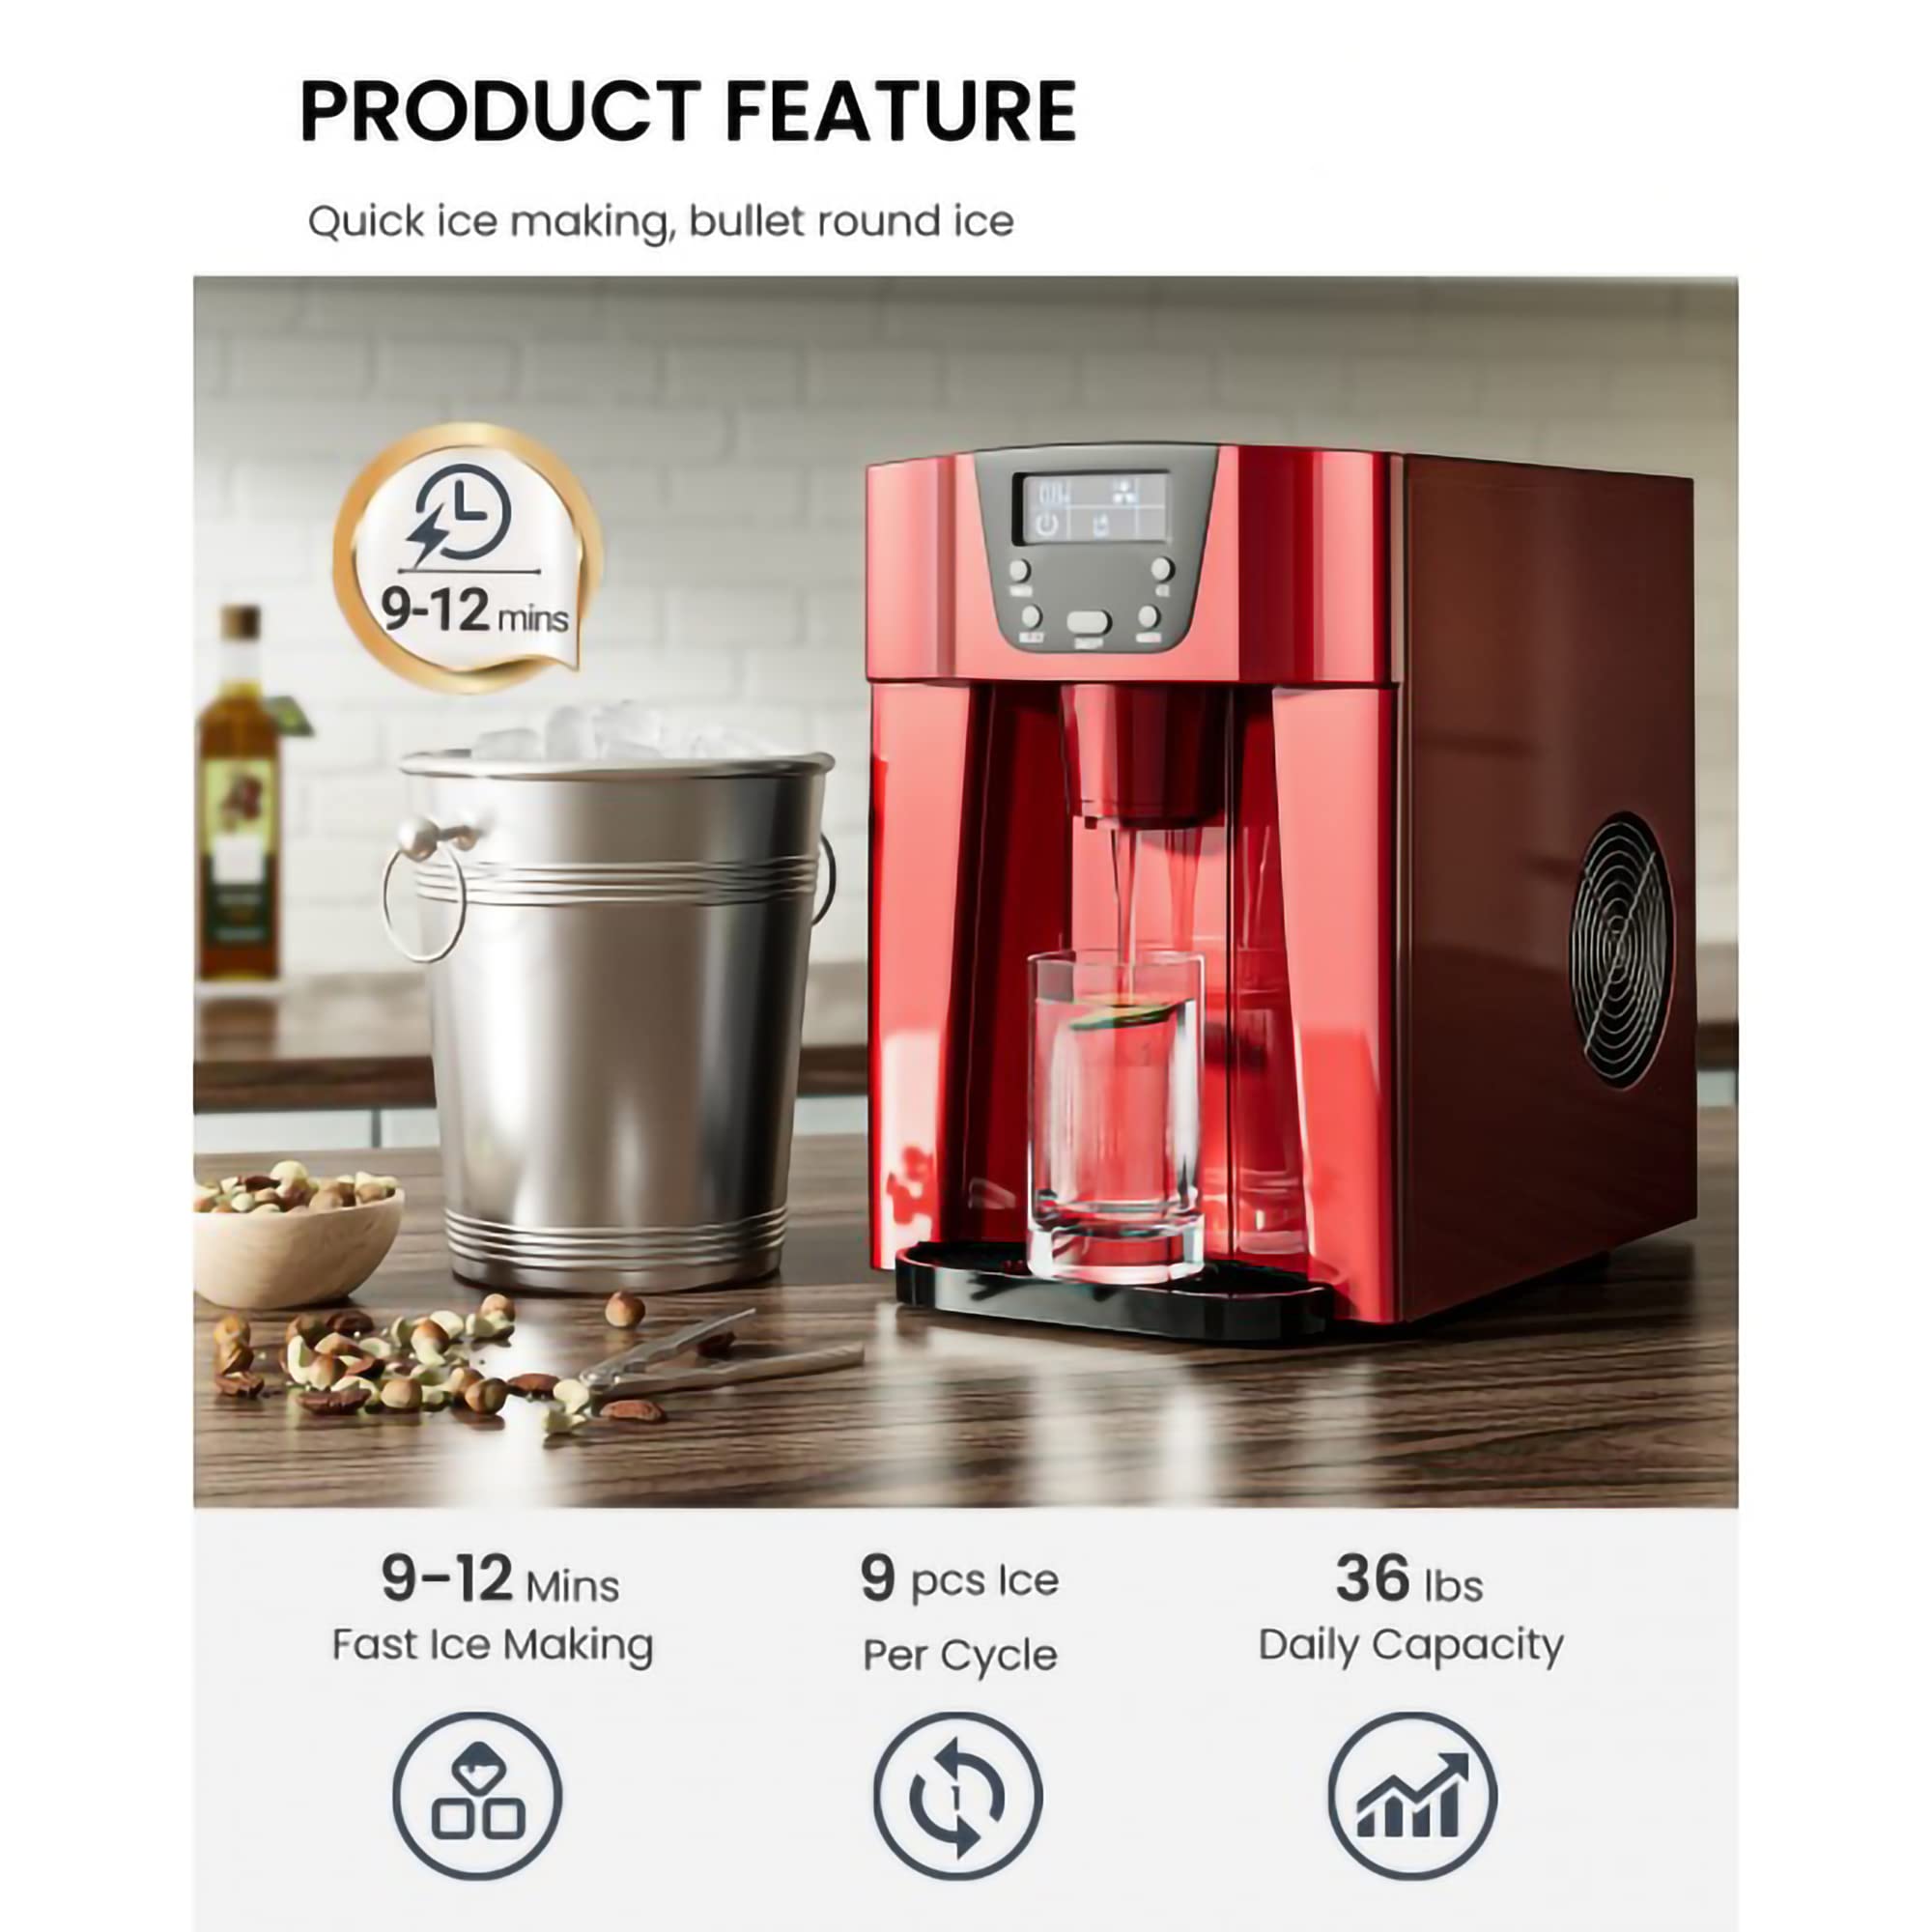 PRODUCT FEATURE
Quick ice making, bullet round ice
9-12 mins
9-12 Mins
Fast Ice Making
9 pcs Ice
Per Cycle
36 lbs
Daily Capacity
1